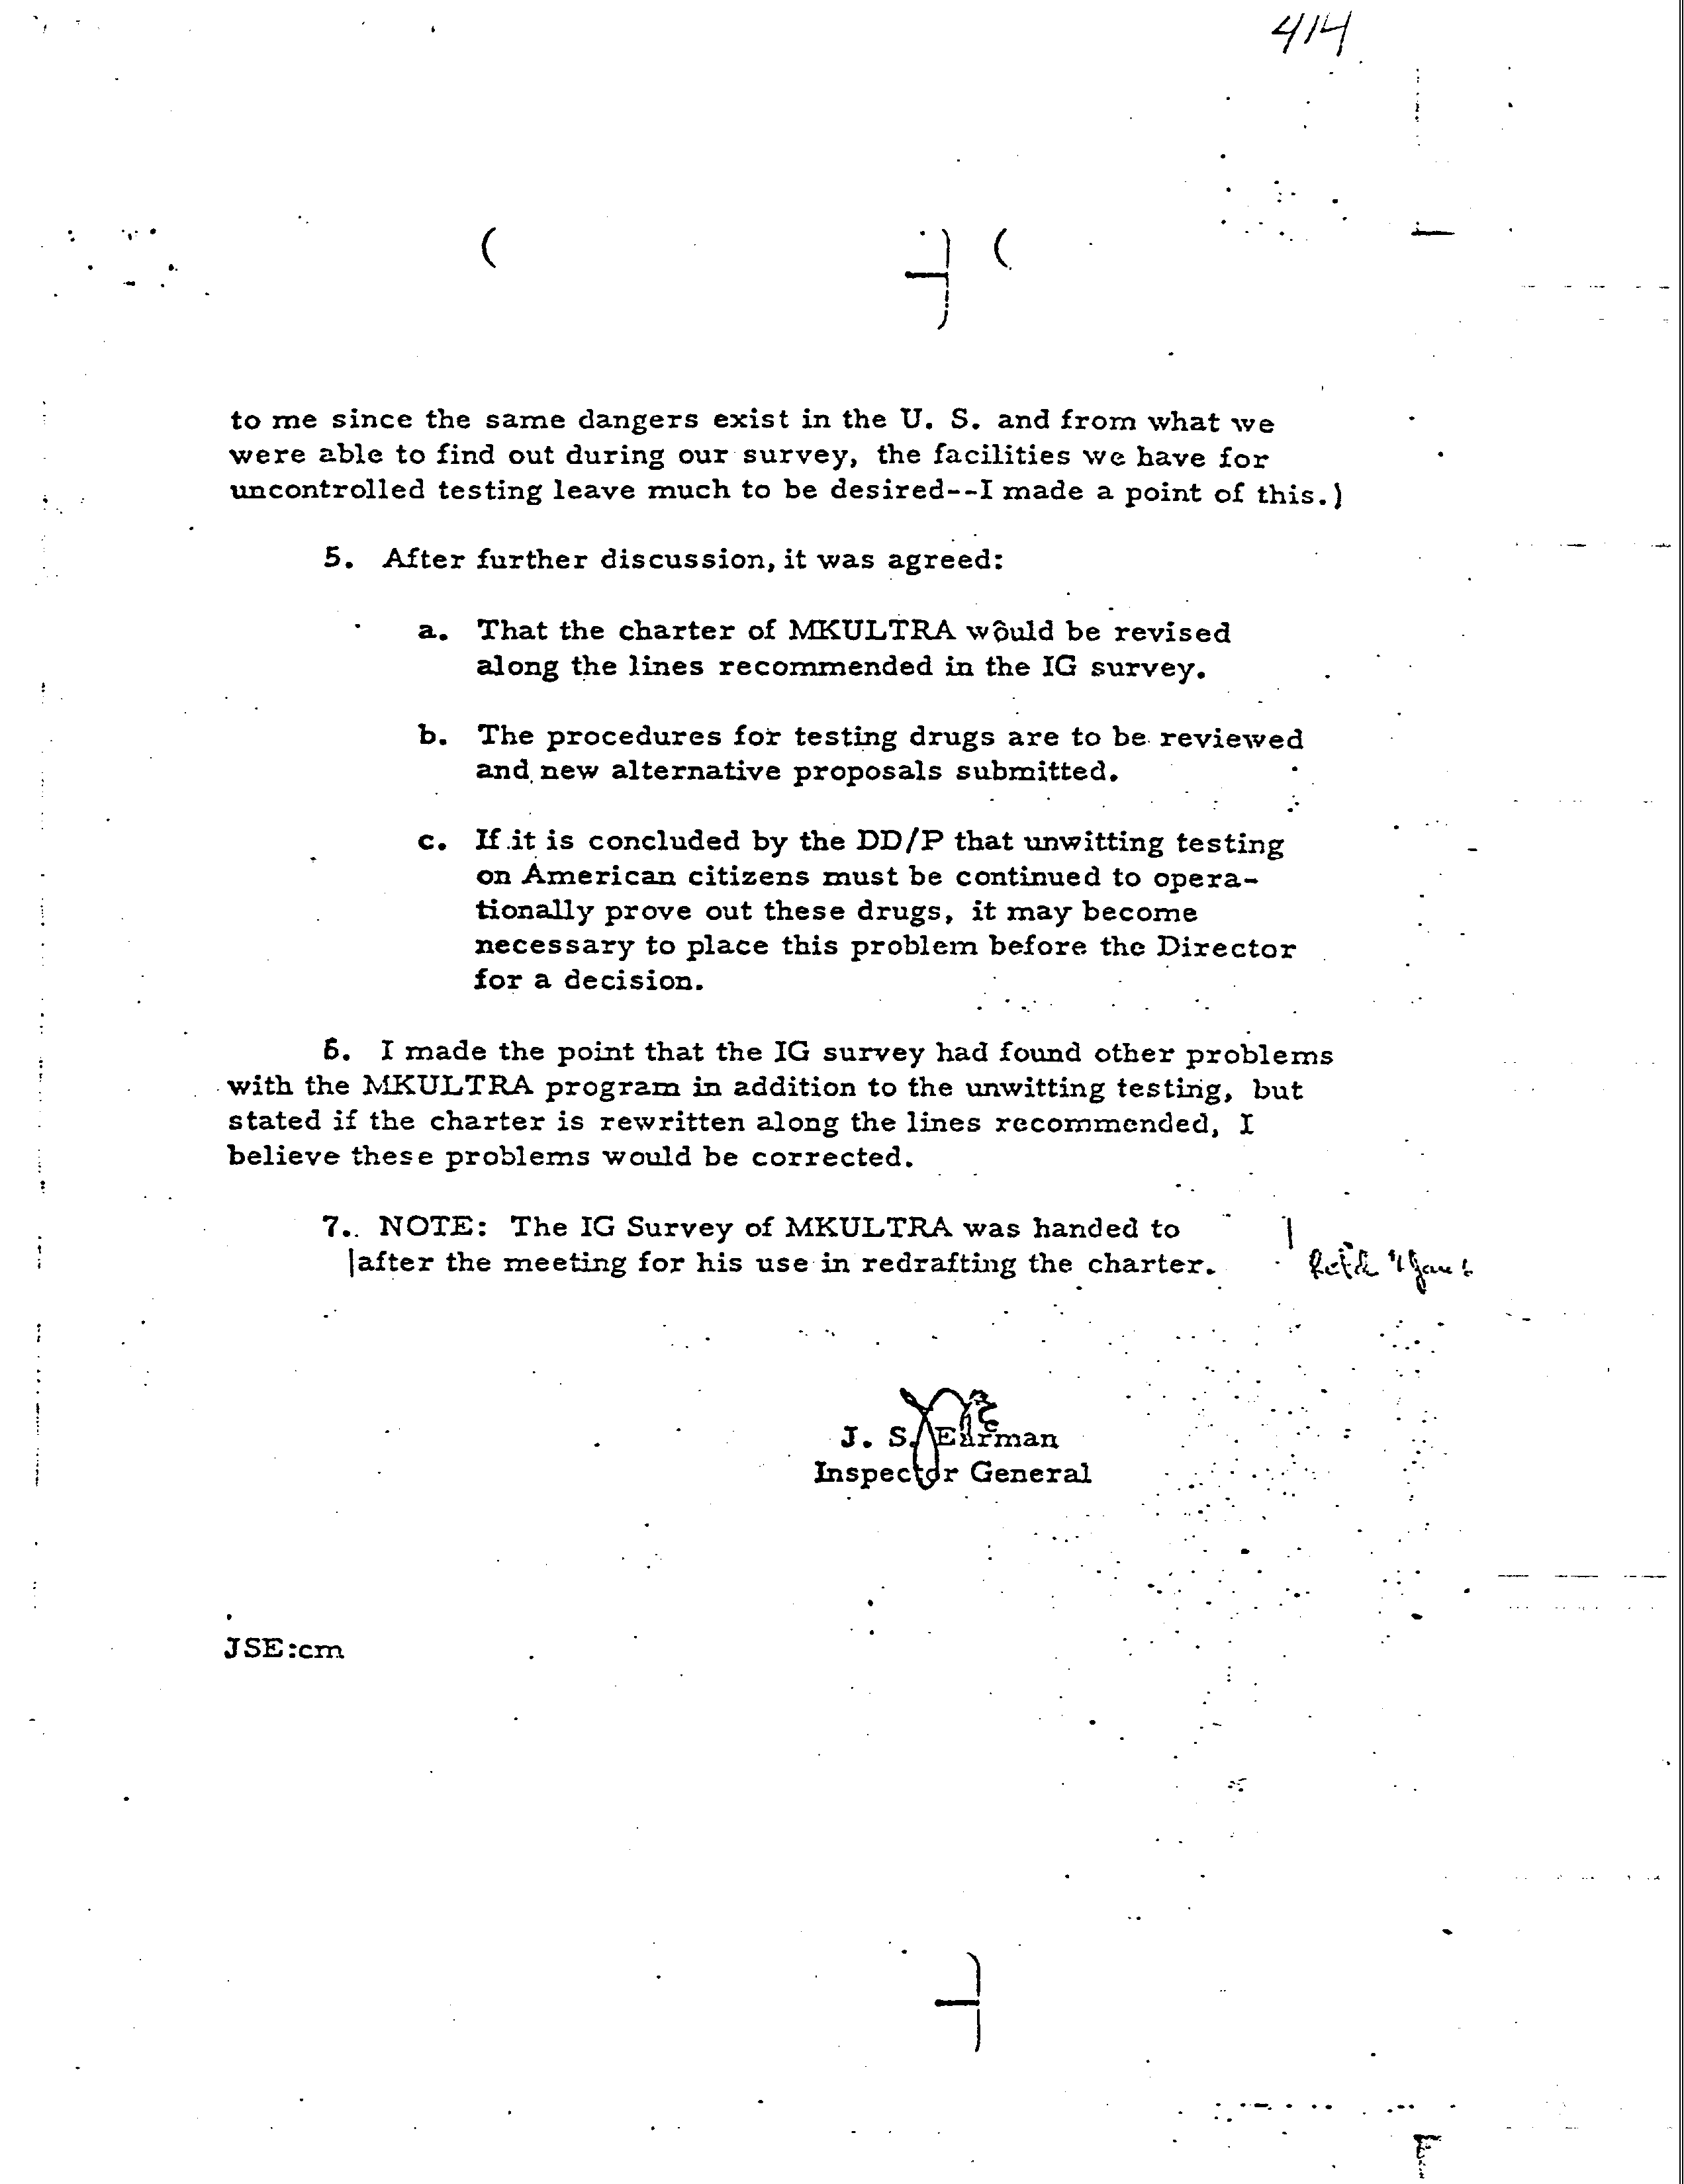 414
to me since the same dangers exist in the U. S. and from what we
were able to find out during our survey, the facilities we have for
uncontrolled testing leave much to be desired--I made a point of this.)
5. After further discussion, it was agreed:
a. That the charter of MKULTRA would be revised
along the lines recommended in the IG survey.
b. The procedures for testing drugs are to be reviewed
and new alternative proposals submitted.
c. If it is concluded by the DD/P that unwitting testing
on American citizens must be continued to opera-
tionally prove out these drugs, it may become
necessary to place this problem before the Director
for a decision.
6. I made the point that the IG survey had found other problems
with the MKULTRA program in addition to the unwitting testing, but
stated if the charter is rewritten along the lines recommended, I
believe these problems would be corrected.
7. NOTE: The IG Survey of MKULTRA was handed to
after the meeting for his use in redrafting the charter.
J. S. Earman
Inspector General
JSE:cm